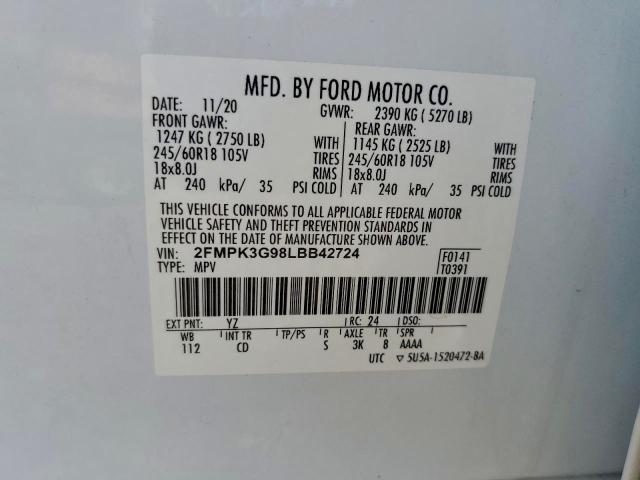 MFD. BY FORD MOTOR CO.
DATE: 11/20 GVWR: 2390 KG ( 5270 LB)
FRONT GAWR: REAR GAWR:
1247 KG ( 2750 LB) 1145 KG ( 2525 LB)
245/60R18 105V TIRES 245/60R18 105V TIRES
18x8.0J RIMS 18x8.0J RIMS
AT 240 kPa/ 35 PSI COLD AT 240 kPa/ 35 PSI COLD
THIS VEHICLE CONFORMS TO ALL APPLICABLE FEDERAL MOTOR
VEHICLE SAFETY AND THEFT PREVENTION STANDARDS IN
EFFECT ON THE DATE OF MANUFACTURE SHOWN ABOVE.
VIN: 2FMPK3G98LBB42724 F0141
TYPE: MPV T0391
EXT PNT: YZ RC: 24 DSO:
WB INT TR TP/PS R AXLE TR SPR
112 CD S 3K 8 AAAA
UTC ▽ 5U5A-1520472-BA